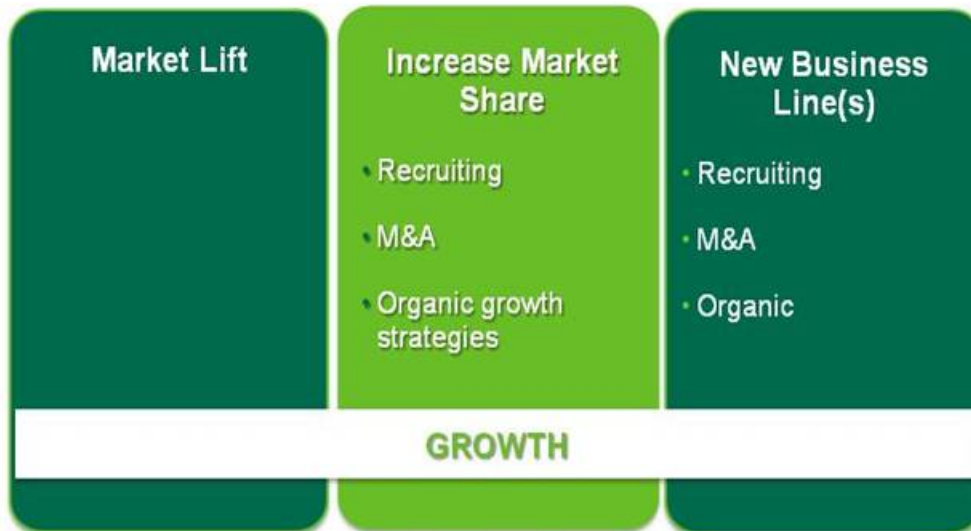 Market Lift
Increase Market
Share
• Recruiting
• M&A
• Organic growth
strategies
New Business
Line(s)
• Recruiting
• M&A
• Organic
GROWTH